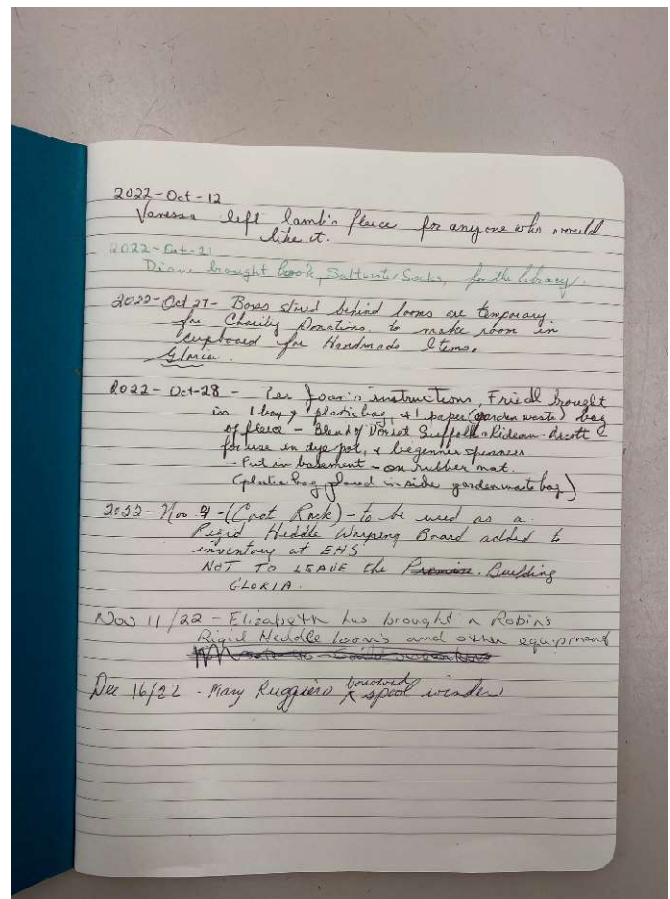 2022-Oct-12
Vanessa left lamb's fleece for anyone who would
like it.
2022-Oct-21
Diane brought book, Saltwater Socks, for the library.
2022-Oct 27- Boxes stored behind looms are temporary
for Charity Donations. to make room in
cupboard for Handmade Items.
Gloria.
2022-Oct-28 - Per Joan's instructions, Friedl brought
in 1 bag plastic bag, + 1 paper (garden waste) bag
of fleece - Blend of Dorset Suffolk Rideau-Arcott
for use in dye pot, + beginner spinners
- Put in basement - on rubber mat.
(plastic bag placed inside garden waste bag)
2022-Nov. 4 - (Coat Rack) - to be used as a
Rigid Heddle Warping Board added to
inventory at EHS
NOT TO LEAVE the Building
GLORIA.
Nov 11/22 - Elizabeth has brought in Robin's
Rigid Heddle looms and other equipment
Dec 16/22 - Mary Ruggiero borrowed spool winder